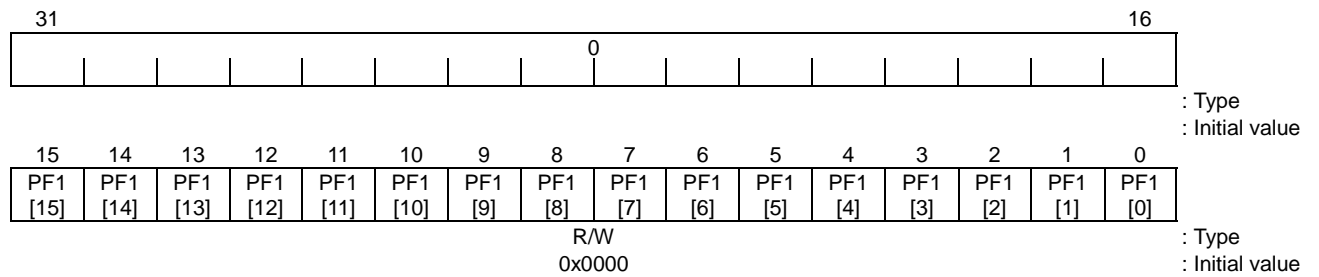 31 16
0
: Type
: Initial value
15 14 13 12 11 10 9 8 7 6 5 4 3 2 1 0
PF1 PF1 PF1 PF1 PF1 PF1 PF1 PF1 PF1 PF1 PF1 PF1 PF1 PF1 PF1 PF1
[15] [14] [13] [12] [11] [10] [9] [8] [7] [6] [5] [4] [3] [2] [1] [0]
R/W : Type
0x0000 : Initial value